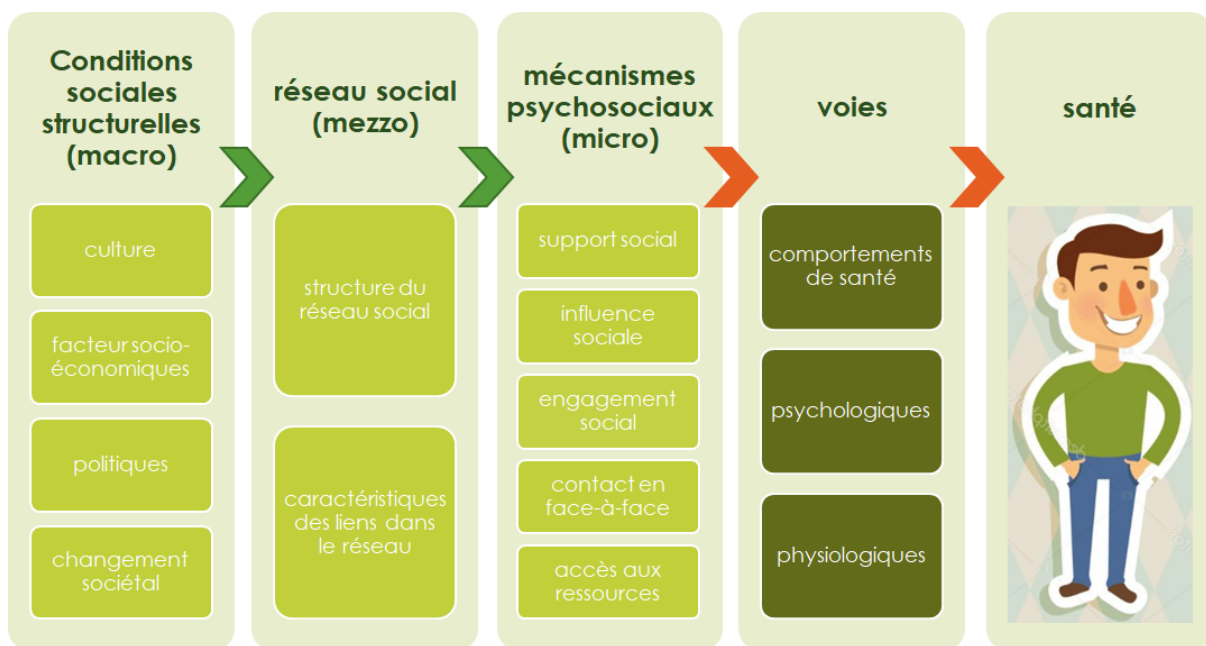 Conditions
sociales
structurelles
(macro)
culture
facteur socio-
économiques
politiques
changement
sociétal
réseau social
(mezzo)
structure du
réseau social
caractéristiques
des liens dans
le réseau
mécanismes
psychosociaux
(micro)
support social
influence
sociale
engagement
social
contact en
face-à-face
accès aux
ressources
voies
comportements
de santé
psychologiques
physiologiques
santé